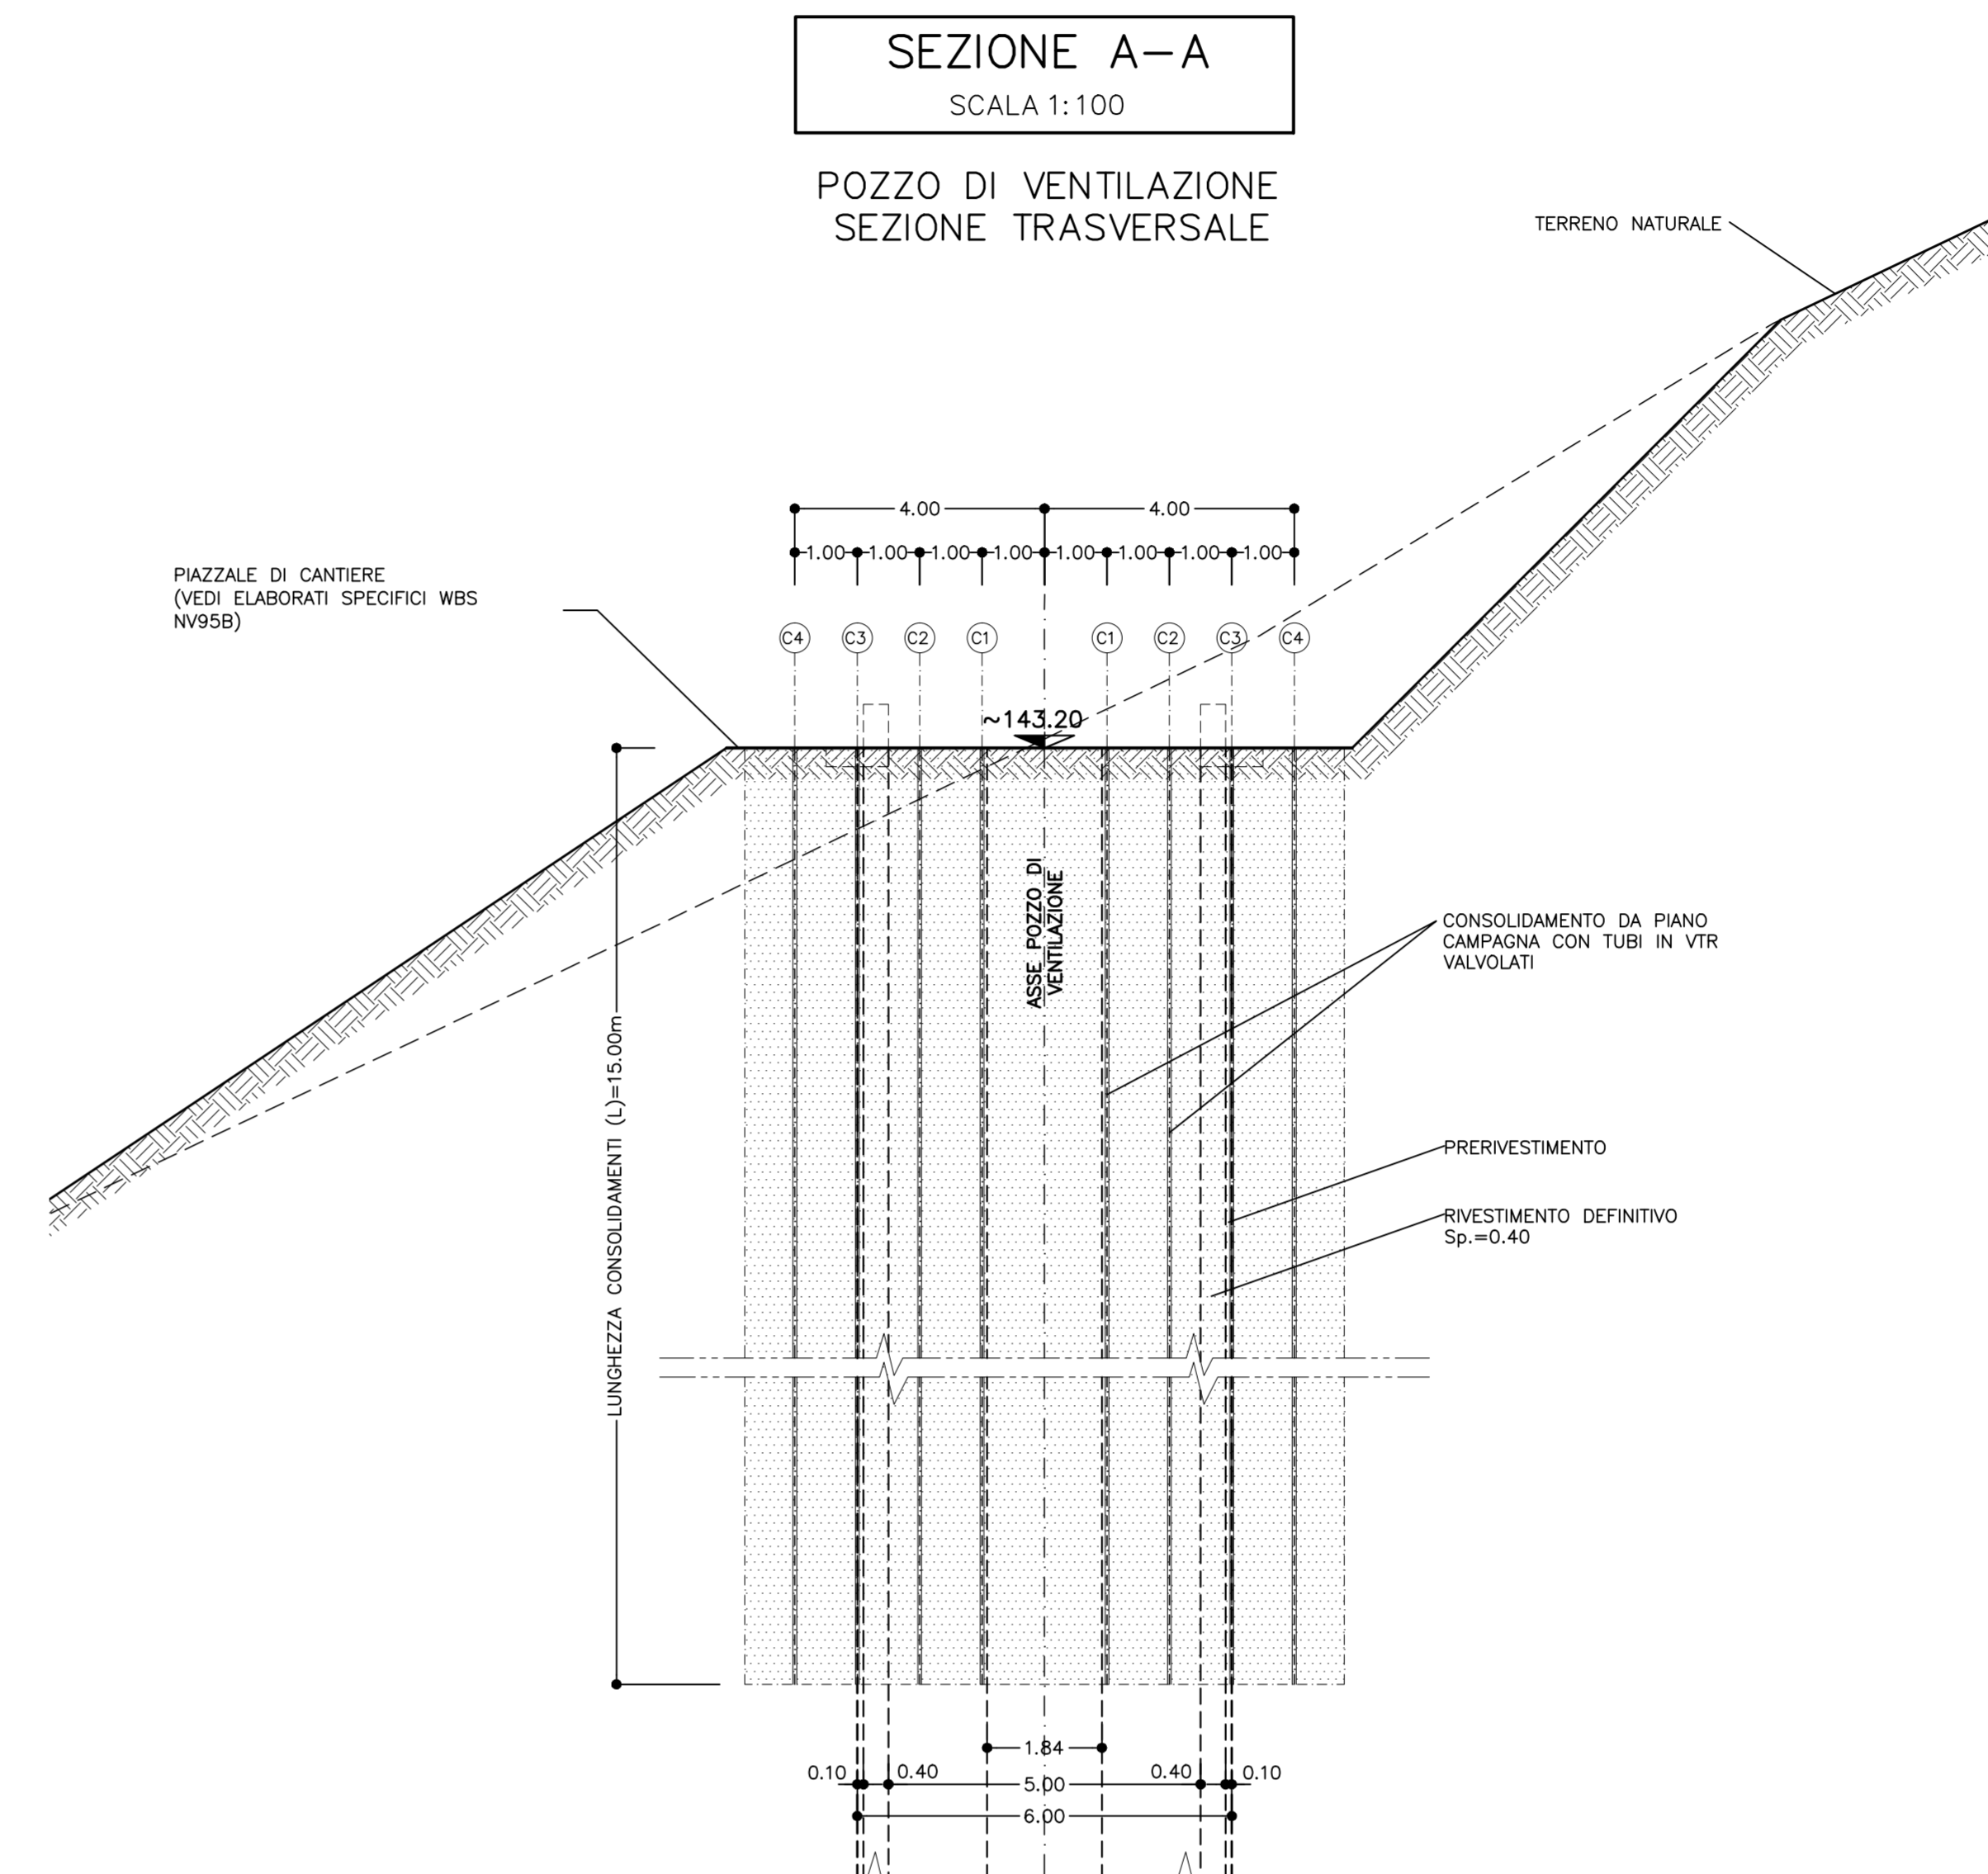 SEZIONE A-A
SCALA 1:100
POZZO DI VENTILAZIONE
SEZIONE TRASVERSALE
TERRENO NATURALE
4.00 4.00
1.00 1.00 1.00 1.00 1.00 1.00 1.00 1.00
PIAZZALE DI CANTIERE
(VEDI ELABORATI SPECIFICI WBS
NV95B)
C4 C3 C2 C1 C1 C2 C3 C4
~143.20
ASSE POZZO DI
VENTILAZIONE
CONSOLIDAMENTO DA PIANO
CAMPAGNA CON TUBI IN VTR
VALVOLATI
LUNGHEZZA CONSOLIDAMENTI (L)=15.00m
PRERIVESTIMENTO
RIVESTIMENTO DEFINITIVO
Sp.=0.40
1.84
0.10 0.40 5.00 0.40 0.10
6.00